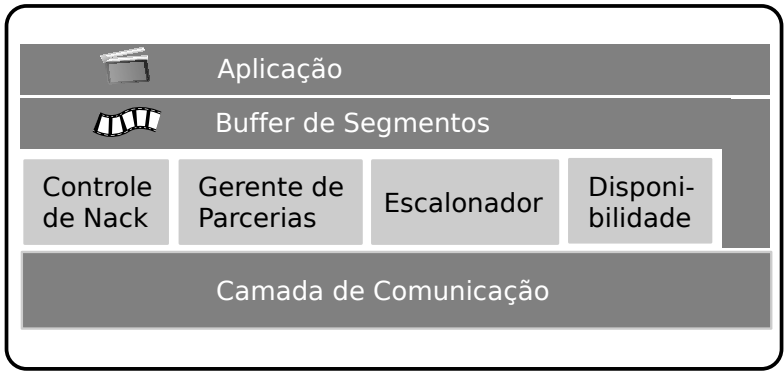 Aplicação
Buffer de Segmentos
Controle
de Nack
Gerente de
Parcerias
Escalonador
Disponi-
bilidade
Camada de Comunicação